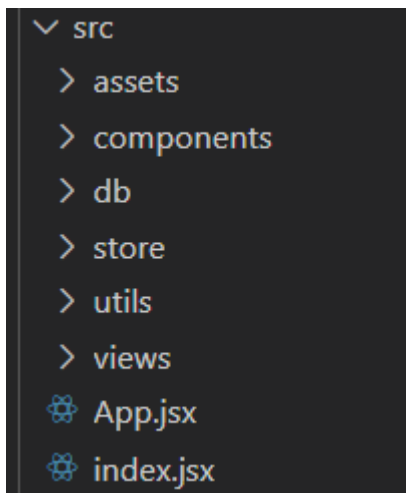 src
assets
components
db
store
utils
views
App.jsx
index.jsx